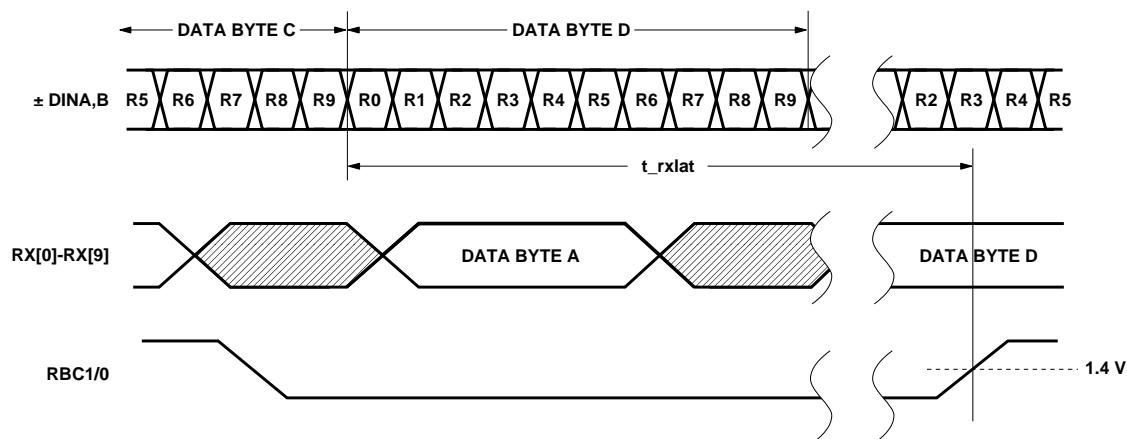 DATA BYTE C DATA BYTE D
± DINA,B R5 R6 R7 R8 R9 R0 R1 R2 R3 R4 R5 R6 R7 R8 R9 R2 R3 R4 R5
t_rxlat
RX[0]-RX[9] DATA BYTE A DATA BYTE D
RBC1/0 1.4 V